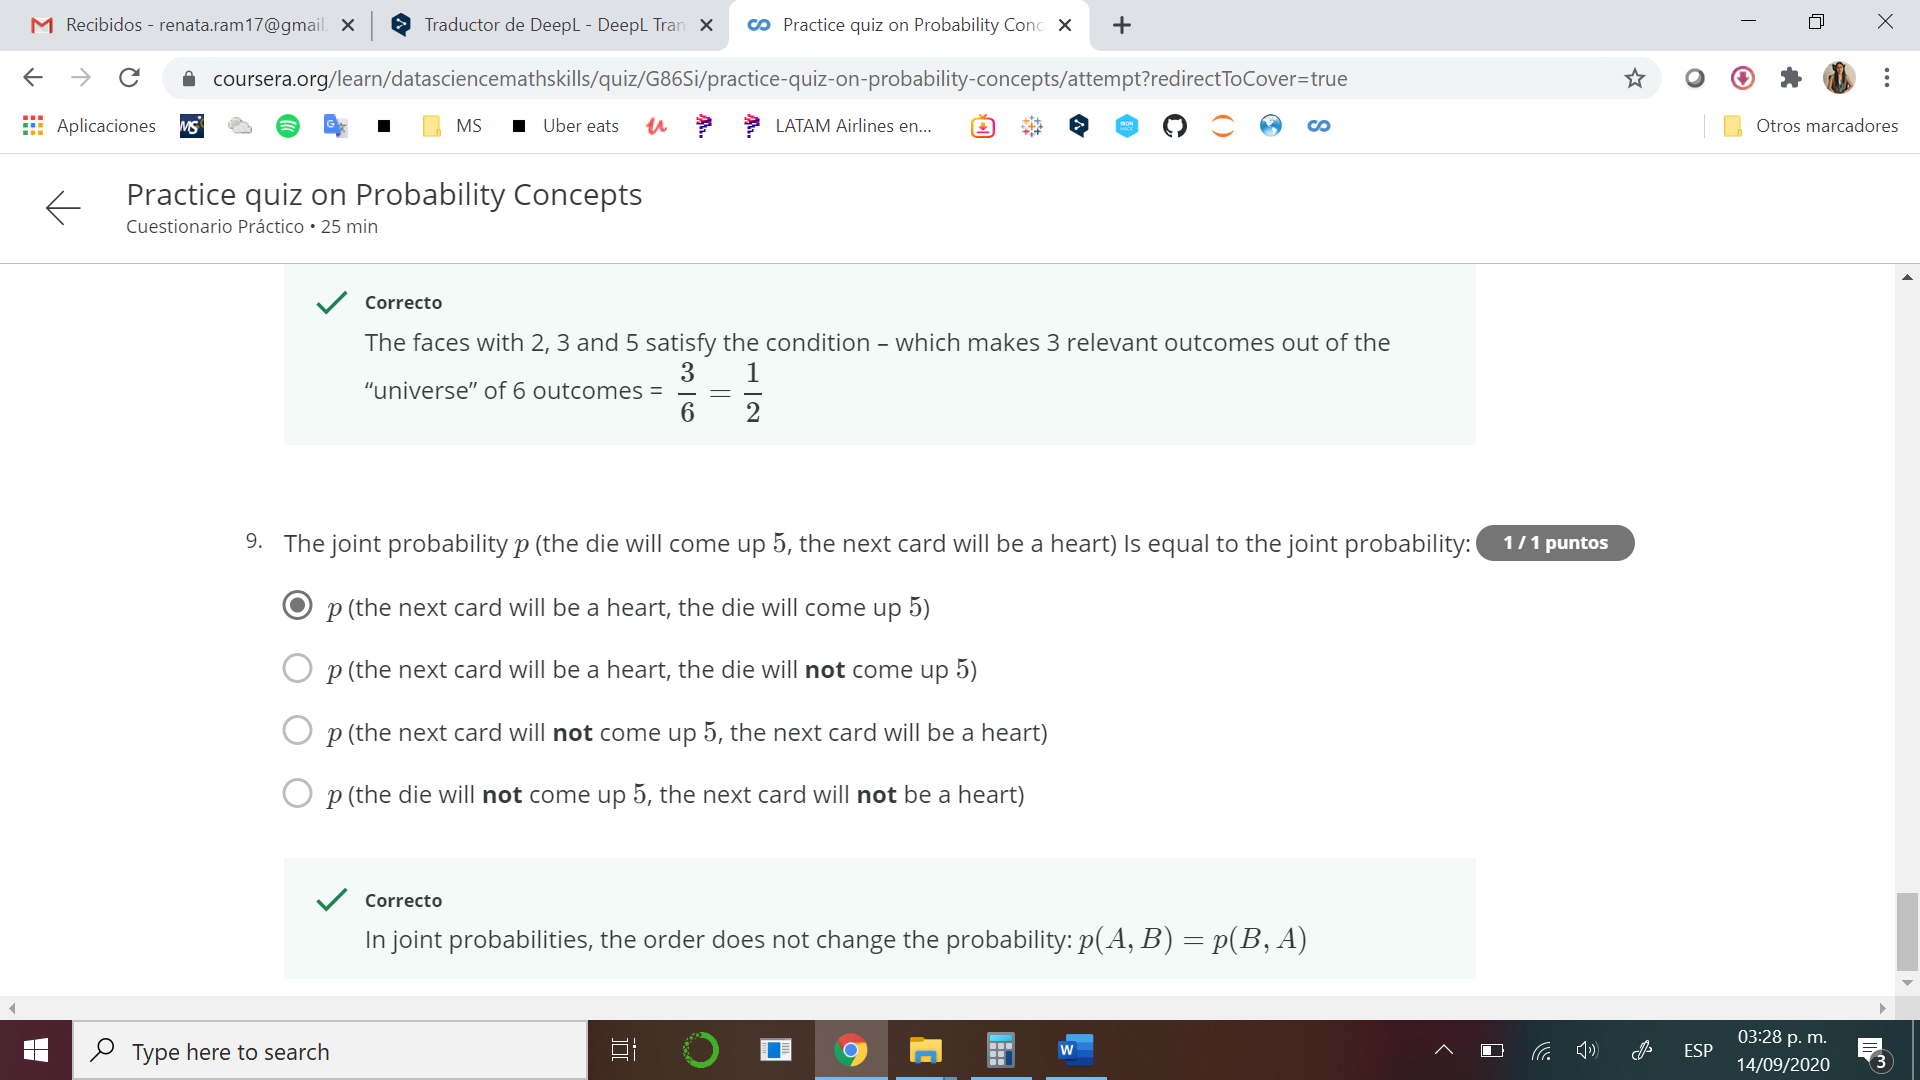 Recibidos - renata.ram17@gmail.
Traductor de DeepL - DeepL Tran
Practice quiz on Probability Conc
coursera.org/learn/datasciencemathskills/quiz/G86Si/practice-quiz-on-probability-concepts/attempt?redirectToCover=true
Aplicaciones MS MS Uber eats LATAM Airlines en... Otros marcadores
Practice quiz on Probability Concepts
Cuestionario Práctico • 25 min
Correcto
The faces with 2, 3 and 5 satisfy the condition – which makes 3 relevant outcomes out of the
“universe” of 6 outcomes = 3/6 = 1/2
9. The joint probability p (the die will come up 5, the next card will be a heart) Is equal to the joint probability: 1 / 1 puntos
p (the next card will be a heart, the die will come up 5)
p (the next card will be a heart, the die will not come up 5)
p (the next card will not come up 5, the next card will be a heart)
p (the die will not come up 5, the next card will not be a heart)
Correcto
In joint probabilities, the order does not change the probability: p(A, B) = p(B, A)
Type here to search
W
ESP
03:28 p. m.
14/09/2020
3